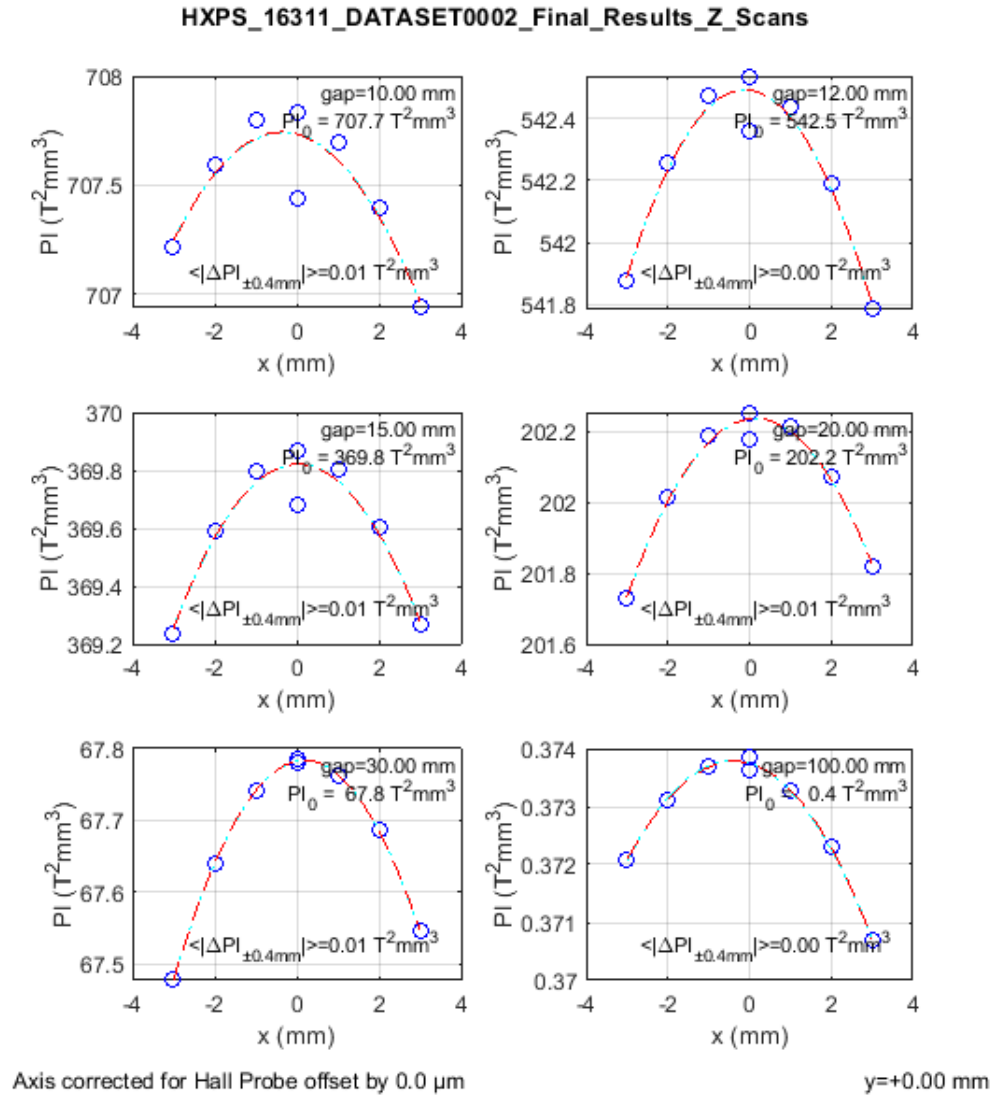 HXPS_16311_DATASET0002_Final_Results_Z_Scans
708
707.5
707
PI (T²mm³)
gap=10.00 mm
PI₀ = 707.7 T²mm³
<|ΔPI±0.4mm|>=0.01 T²mm³
-4 -2 0 2 4
x (mm)
542.4
542.2
542
541.8
PI (T²mm³)
gap=12.00 mm
PI₀ = 542.5 T²mm³
<|ΔPI±0.4mm|>=0.00 T²mm³
-4 -2 0 2 4
x (mm)
370
369.8
369.6
369.4
369.2
PI (T²mm³)
gap=15.00 mm
PI₀ = 369.8 T²mm³
<|ΔPI±0.4mm|>=0.01 T²mm³
-4 -2 0 2 4
x (mm)
202.2
202
201.8
201.6
PI (T²mm³)
gap=20.00 mm
PI₀ = 202.2 T²mm³
<|ΔPI±0.4mm|>=0.01 T²mm³
-4 -2 0 2 4
x (mm)
67.8
67.7
67.6
67.5
PI (T²mm³)
gap=30.00 mm
PI₀ = 67.8 T²mm³
<|ΔPI±0.4mm|>=0.01 T²mm³
-4 -2 0 2 4
x (mm)
0.374
0.373
0.372
0.371
0.37
PI (T²mm³)
gap=100.00 mm
PI₀ = 0.4 T²mm³
<|ΔPI±0.4mm|>=0.00 T²mm³
-4 -2 0 2 4
x (mm)
Axis corrected for Hall Probe offset by 0.0 µm
y=+0.00 mm